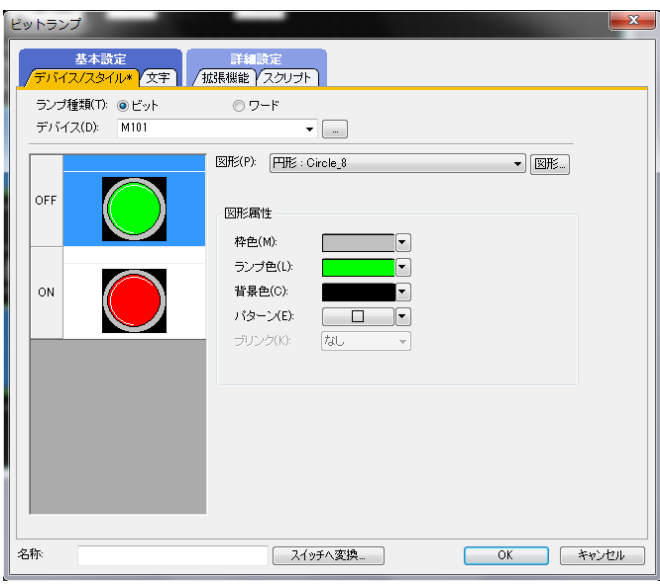 ビットランプ
基本設定
詳細設定
デバイス/スタイル* 文字 拡張機能 スクリプト
ランプ種類(T): ビット ワード
デバイス(D): M101 ...
図形(P): 円形 : Circle_8 図形...
OFF
図形属性
枠色(M):
ランプ色(L):
ON
背景色(C):
パターン(E):
ブリンク(K): なし
名称: スイッチへ変換... OK キャンセル